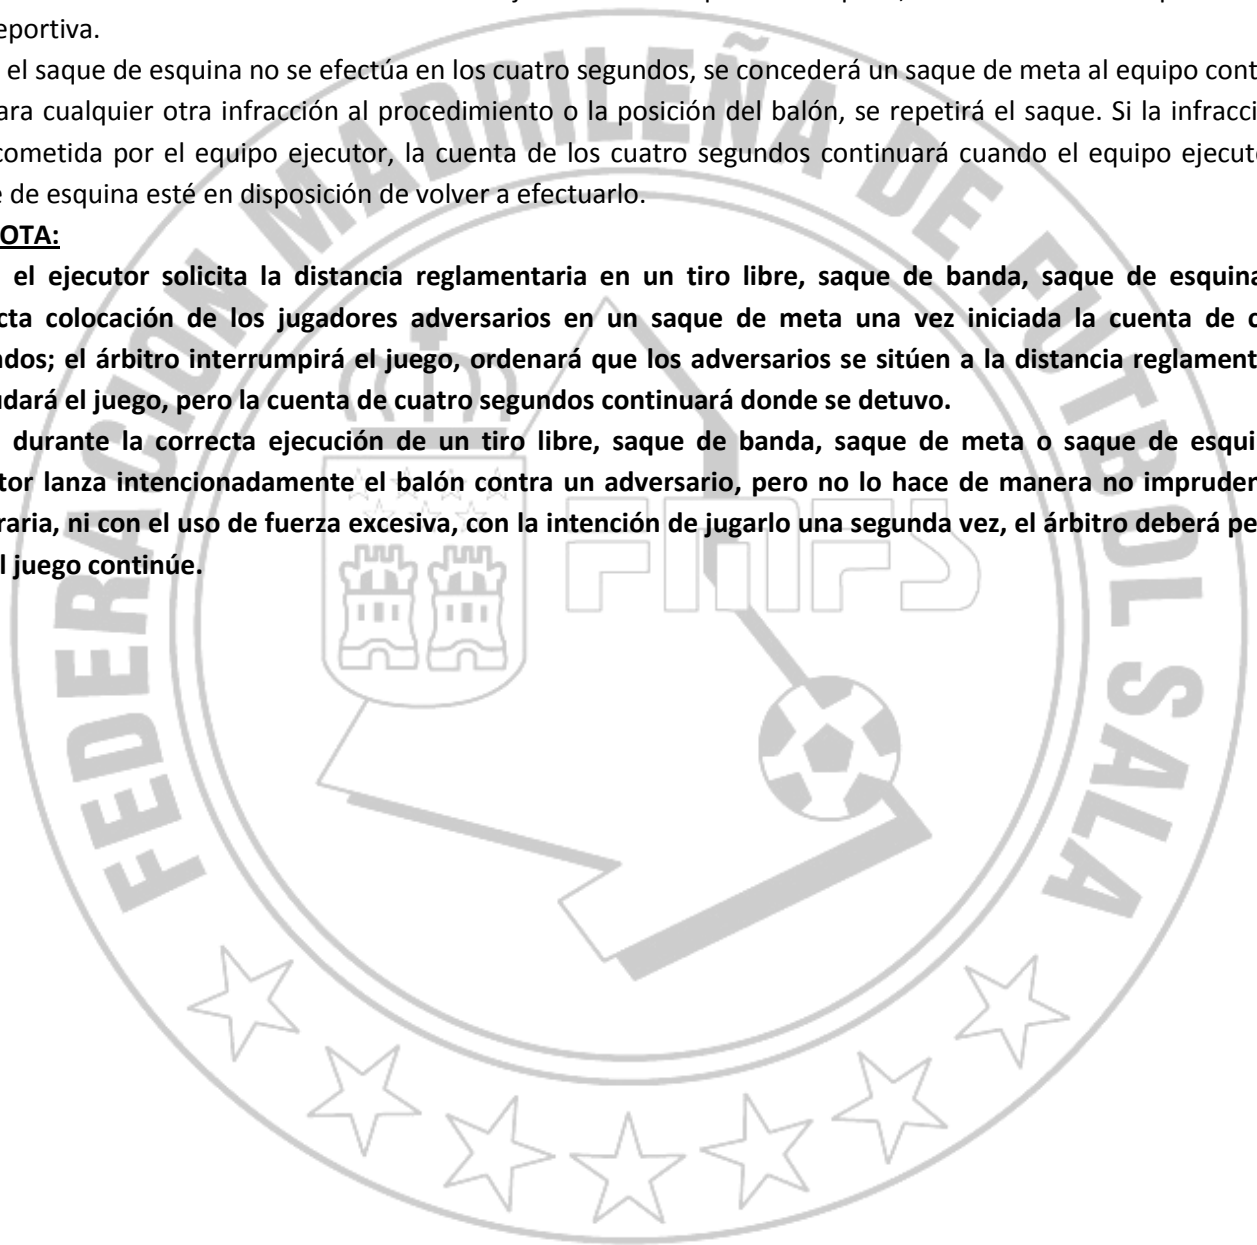 eportiva.
el saque de esquina no se efectúa en los cuatro segundos, se concederá un saque de meta al equipo cont
ara cualquier otra infracción al procedimiento o la posición del balón, se repetirá el saque. Si la infracci
cometida por el equipo ejecutor, la cuenta de los cuatro segundos continuará cuando el equipo ejecut
e de esquina esté en disposición de volver a efectuarlo.
OTA:
el ejecutor solicita la distancia reglamentaria en un tiro libre, saque de banda, saque de esquina
cta colocación de los jugadores adversarios en un saque de meta una vez iniciada la cuenta de c
ndos; el árbitro interrumpirá el juego, ordenará que los adversarios se sitúen a la distancia reglament
udará el juego, pero la cuenta de cuatro segundos continuará donde se detuvo.
durante la correcta ejecución de un tiro libre, saque de banda, saque de meta o saque de esqui
tor lanza intencionadamente el balón contra un adversario, pero no lo hace de manera no impruden
raria, ni con el uso de fuerza excesiva, con la intención de jugarlo una segunda vez, el árbitro deberá pe
l juego continúe.
FEDERACION MADRILEÑA DE FUTBOL SALA
FMFS